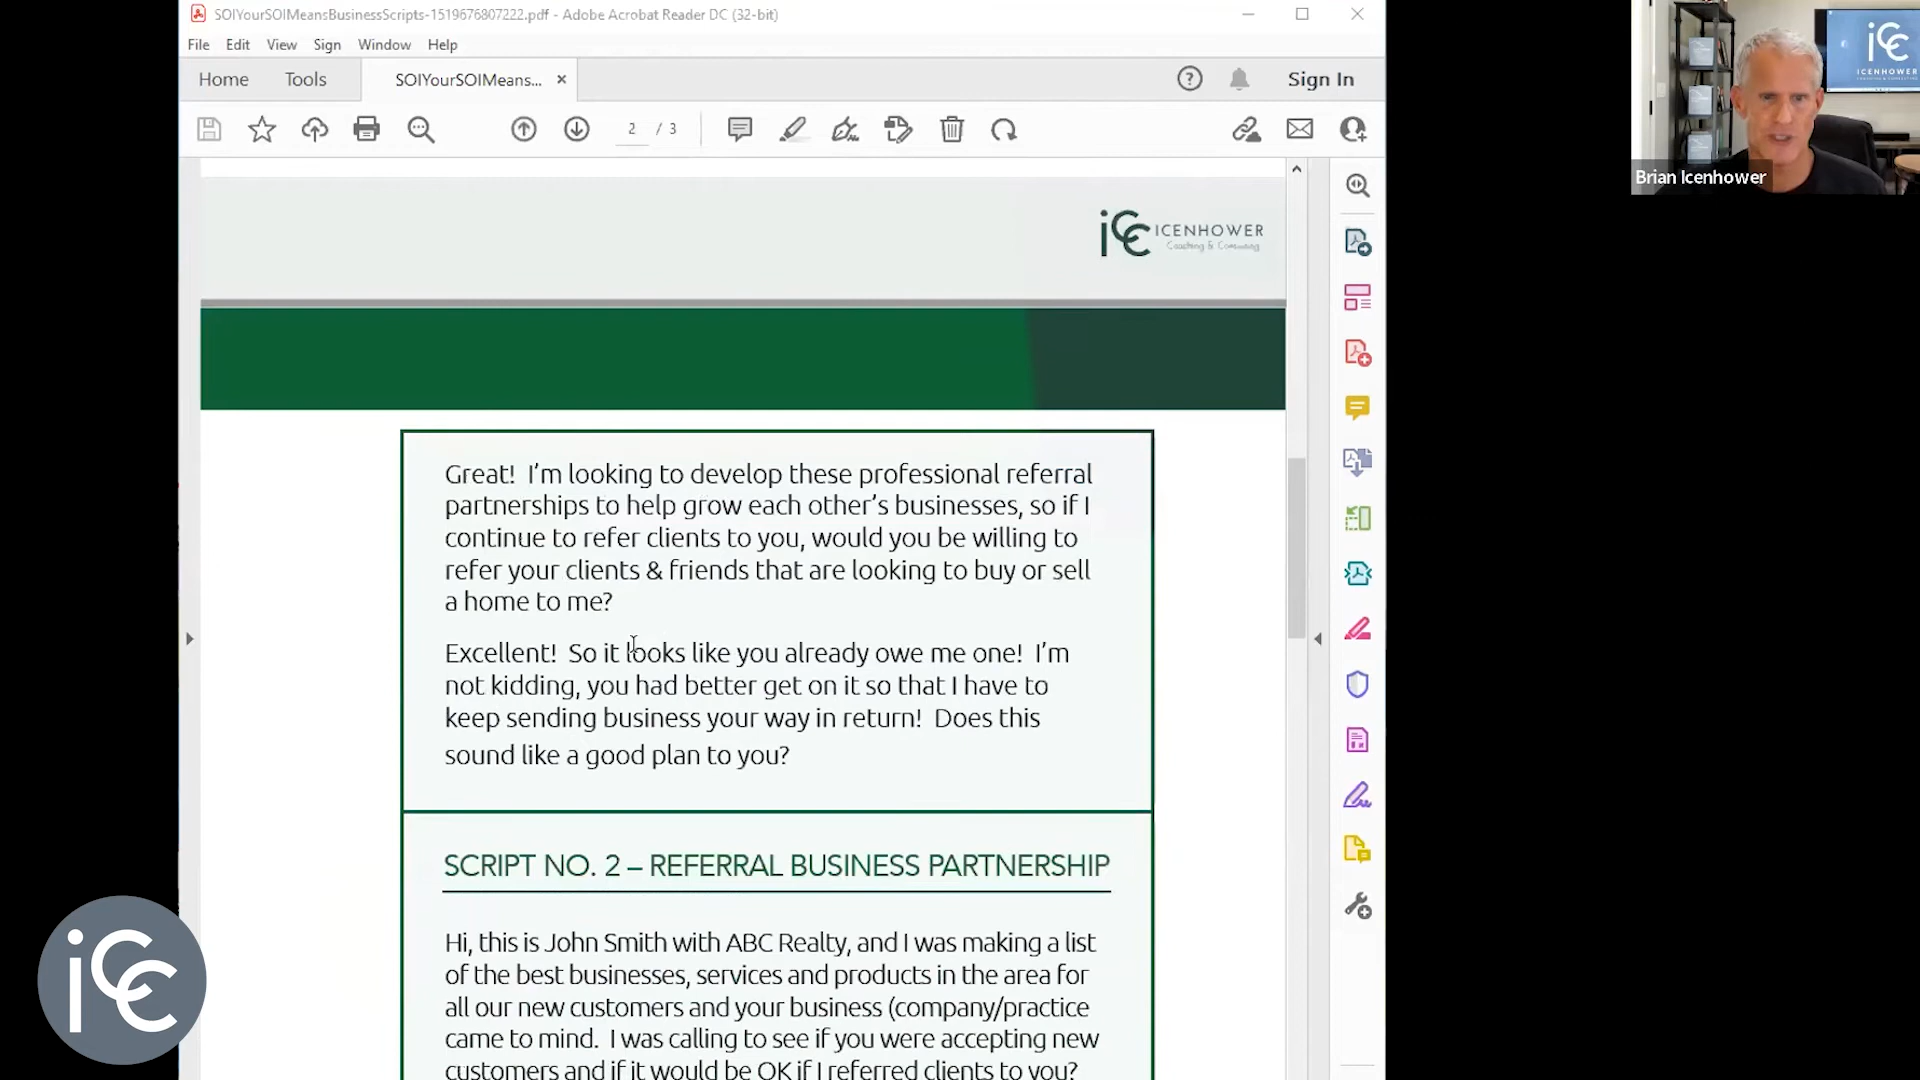 SOIYourSOIMeansBusinessScripts-1519676807222.pdf - Adobe Acrobat Reader DC (32-bit)
File Edit View Sign Window Help
Home Tools SOIYourSOIMeans... × Sign In
2 / 3
iCC ICENHOWER
Coaching & Consulting
Great!  I'm looking to develop these professional referral
partnerships to help grow each other's businesses, so if I
continue to refer clients to you, would you be willing to
refer your clients & friends that are looking to buy or sell
a home to me?
Excellent!  So it looks like you already owe me one!  I'm
not kidding, you had better get on it so that I have to
keep sending business your way in return!  Does this
sound like a good plan to you?
SCRIPT NO. 2 – REFERRAL BUSINESS PARTNERSHIP
Hi, this is John Smith with ABC Realty, and I was making a list
of the best businesses, services and products in the area for
all our new customers and your business (company/practice
came to mind.  I was calling to see if you were accepting new
customers and if it would be OK if I referred clients to you?
iCC
ICENHOWER
Brian Icenhower
iCC